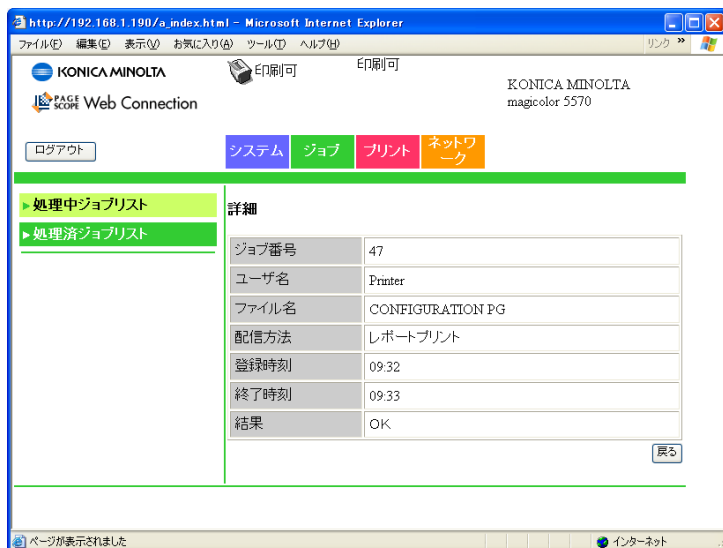 http://192.168.1.190/a_index.html - Microsoft Internet Explorer
ファイル(F) 編集(E) 表示(V) お気に入り(A) ツール(T) ヘルプ(H) リンク »
KONICA MINOLTA
印刷可
印刷可
KONICA MINOLTA
magicolor 5570
PAGE SCOPE Web Connection
ログアウト
システム
ジョブ
プリント
ネットワ
ーク
処理中ジョブリスト
処理済ジョブリスト
詳細
ジョブ番号 47
ユーザ名 Printer
ファイル名 CONFIGURATION PG
配信方法 レポートプリント
登録時刻 09:32
終了時刻 09:33
結果 OK
戻る
ページが表示されました インターネット